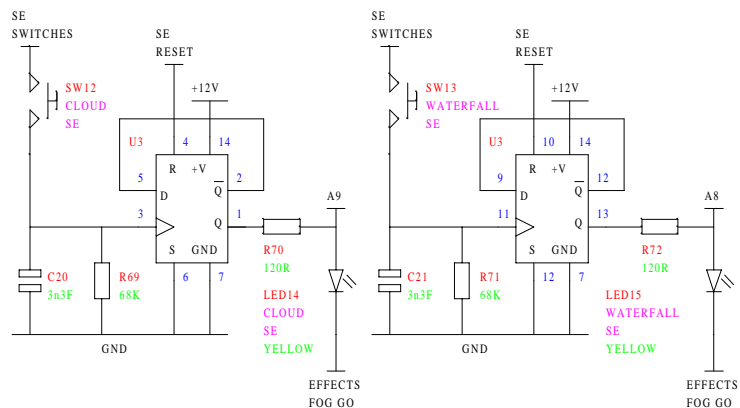 SE
SWITCHES
SW12
CLOUD
SE
SE
RESET
+12V
U3
4
14
R
+V
5
D
2
Q
3
1
Q
S
GND
6
7
C20
3n3F
R69
68K
R70
120R
A9
LED14
CLOUD
SE
YELLOW
GND
EFFECTS
FOG GO
SE
SWITCHES
SW13
WATERFALL
SE
SE
RESET
+12V
U3
10
14
R
+V
9
D
12
Q
11
13
Q
S
GND
12
7
C21
3n3F
R71
68K
R72
120R
A8
LED15
WATERFALL
SE
YELLOW
GND
EFFECTS
FOG GO